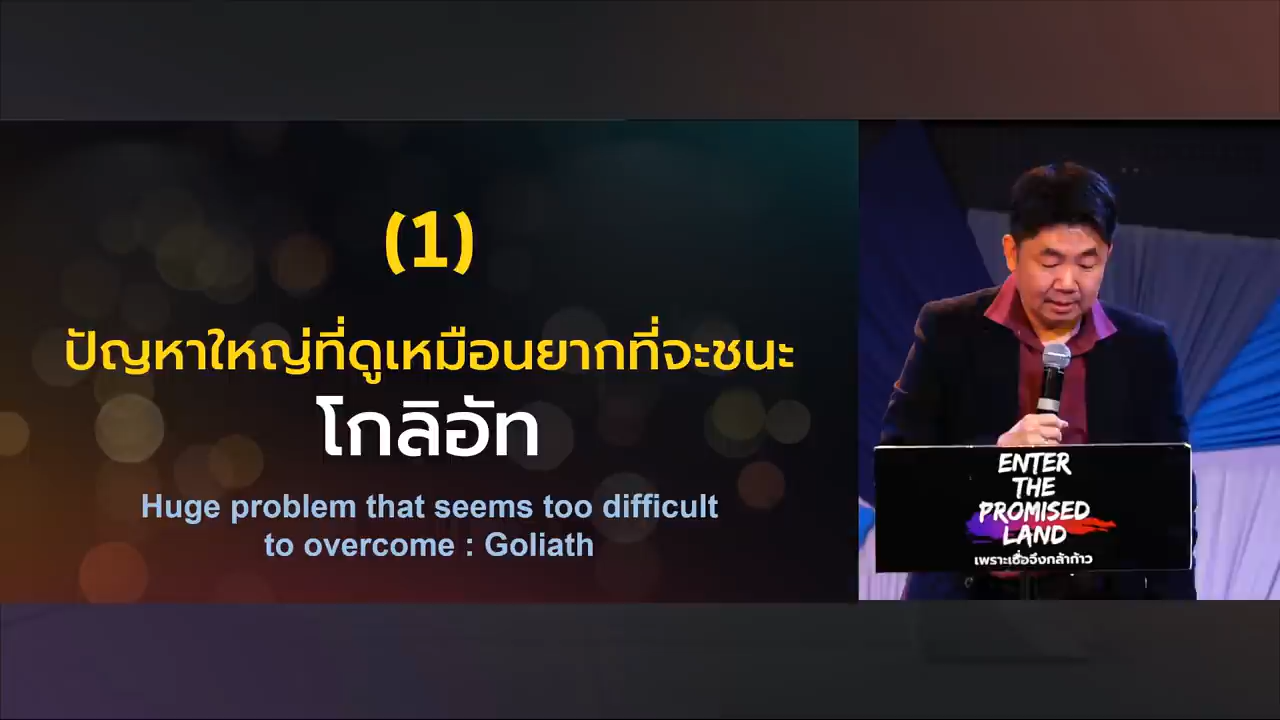 (1)
ปัญหาใหญ่ที่ดูเหมือนยากที่จะชนะ
โกลิอัท
Huge problem that seems too difficult
to overcome : Goliath
ENTER
THE
PROMISED
LAND
เพราะเชื่อจึงกล้าก้าว